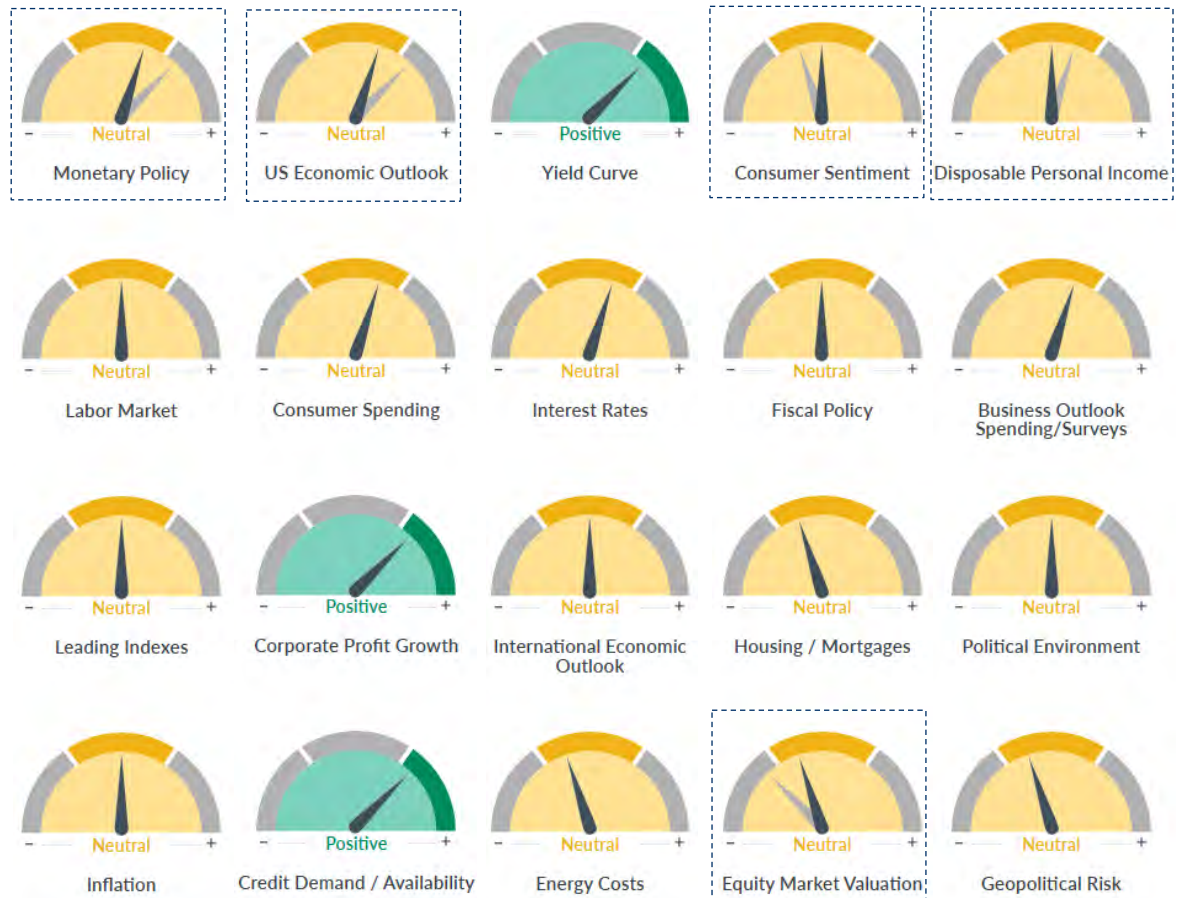 - Neutral + - Neutral + - Positive + - Neutral + - Neutral +
Monetary Policy US Economic Outlook Yield Curve Consumer Sentiment Disposable Personal Income
- Neutral + - Neutral + - Neutral + - Neutral + - Neutral +
Labor Market Consumer Spending Interest Rates Fiscal Policy Business Outlook
Spending/Surveys
- Neutral + - Positive + - Neutral + - Neutral + - Neutral +
Leading Indexes Corporate Profit Growth International Economic Housing / Mortgages Political Environment
Outlook
- Neutral + - Positive + - Neutral + - Neutral + - Neutral +
Inflation Credit Demand / Availability Energy Costs Equity Market Valuation Geopolitical Risk